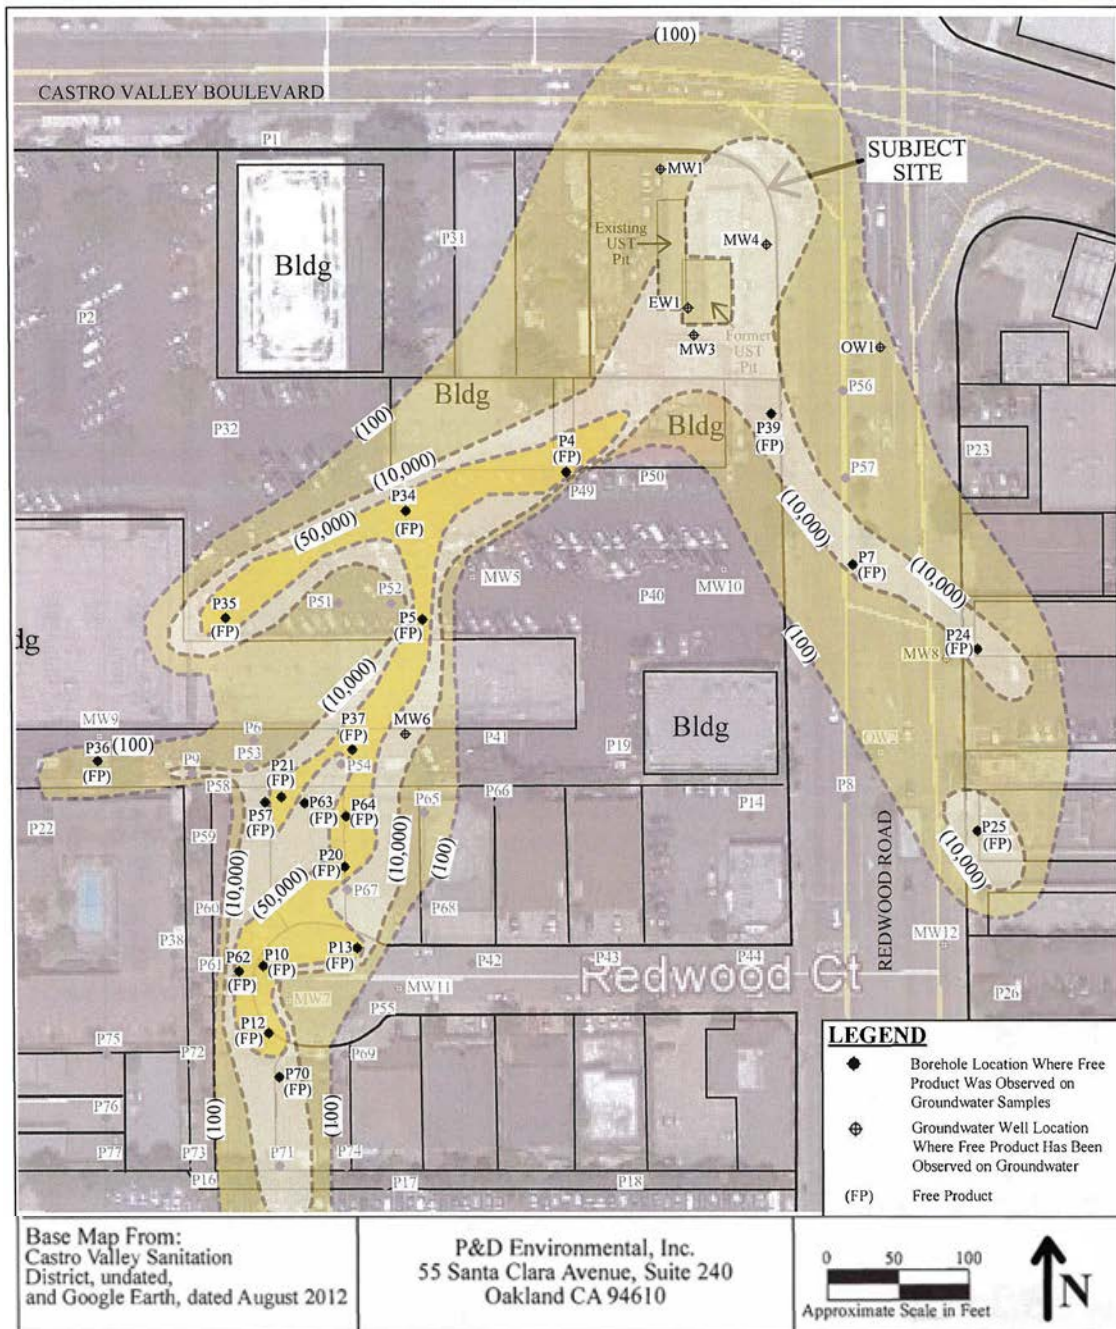 (100)
CASTRO VALLEY BOULEVARD
P1
SUBJECT
SITE
MW1
P31
Existing
UST
Pit
MW4
Bldg
P2
EW1
Former
UST
Pit
MW3
OW1
P56
Bldg
P32
(100)
P4
(FP)
Bldg
P39
(FP)
P23
(10,000)
P34
(FP)
P49
P50
P57
(50,000)
(10,000)
P7
(FP)
(10,000)
MW5
MW10
P35
(FP)
P51
P52
P5
(FP)
P40
(100)
P24
(FP)
MW8
dg
(10,000)
MW9
P36
(FP)
(100)
P6
P53
P9
P37
(FP)
MW6
P41
P19
Bldg
OW2
P54
P21
(FP)
P58
P57
(FP)
P63
(FP)
P64
(FP)
P65
P66
P14
P8
P22
P59
P20
(FP)
(10,000)
(100)
P25
(FP)
(10,000)
(10,000)
(50,000)
P67
P60
P68
REDWOOD ROAD
P38
P13
(FP)
P62
(FP)
P10
(FP)
P61
P42
P43
P44
MW12
Redwood Ct
MW7
MW11
P55
P26
P12
(FP)
P75
P72
P69
P70
(FP)
P76
(100)
(100)
P77
P73
P71
P74
P16
P17
P18
LEGEND
Borehole Location Where Free
Product Was Observed on
Groundwater Samples
Groundwater Well Location
Where Free Product Has Been
Observed on Groundwater
(FP) Free Product
Base Map From:
Castro Valley Sanitation
District, undated,
and Google Earth, dated August 2012
P&D Environmental, Inc.
55 Santa Clara Avenue, Suite 240
Oakland CA 94610
0 50 100
Approximate Scale in Feet
N